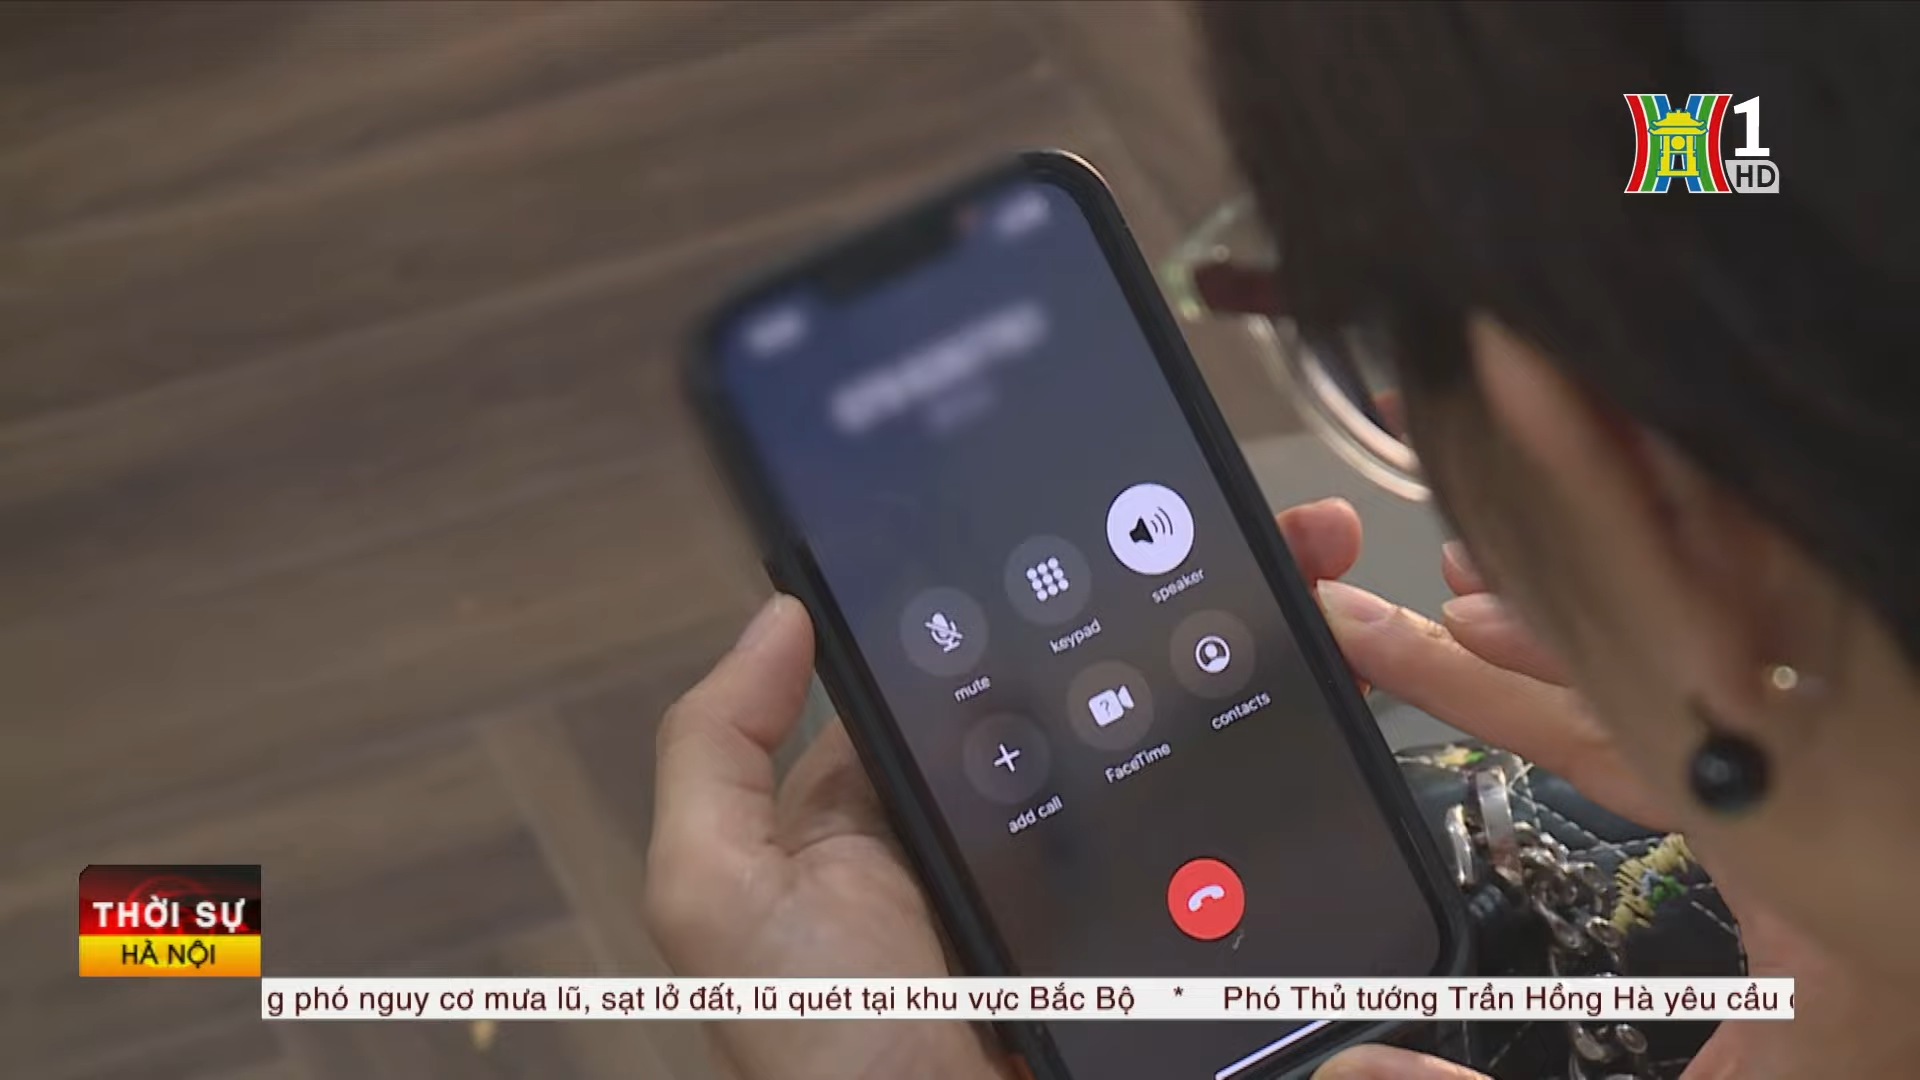 1
HD
speaker
keypad
mute
contacts
FaceTime
add call
THỜI SỰ
HÀ NỘI
g phó nguy cơ mưa lũ, sạt lở đất, lũ quét tại khu vực Bắc Bộ * Phó Thủ tướng Trần Hồng Hà yêu cầu